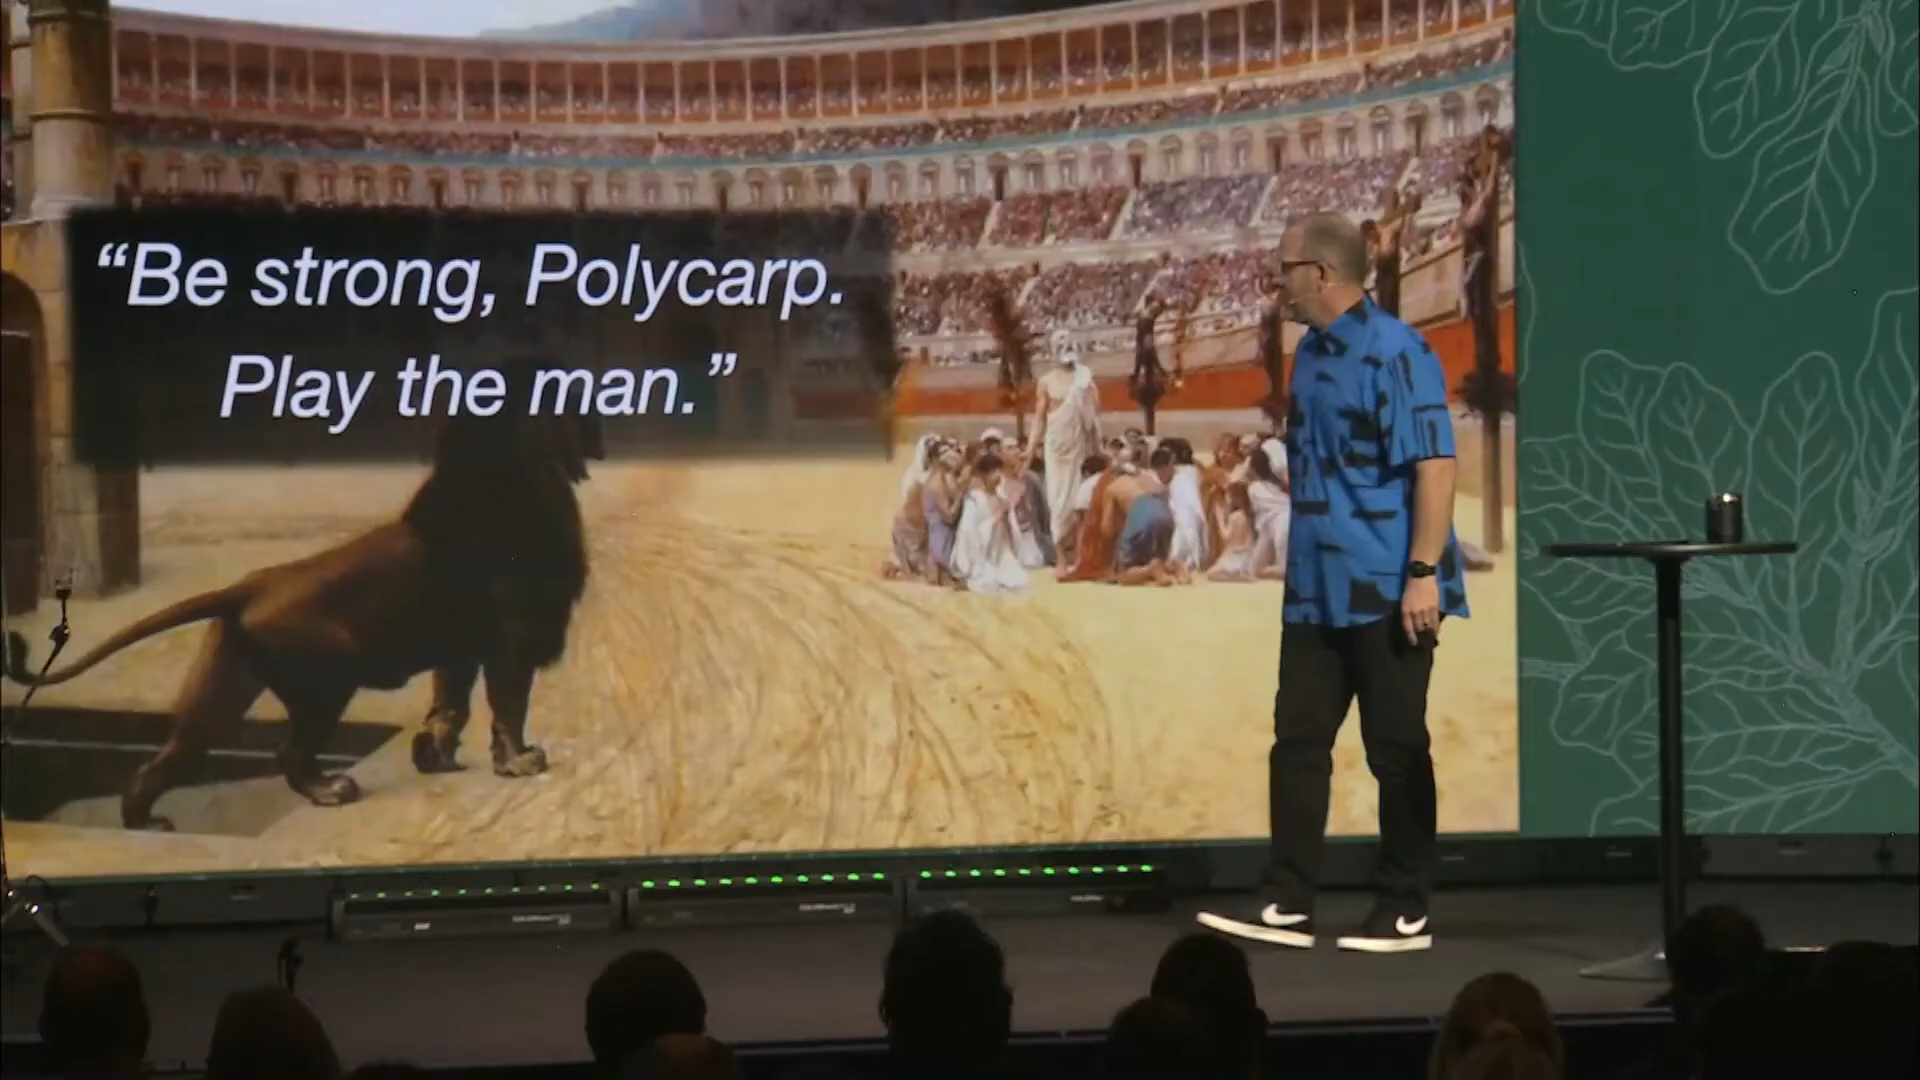 “Be strong, Polycarp.
Play the man.”